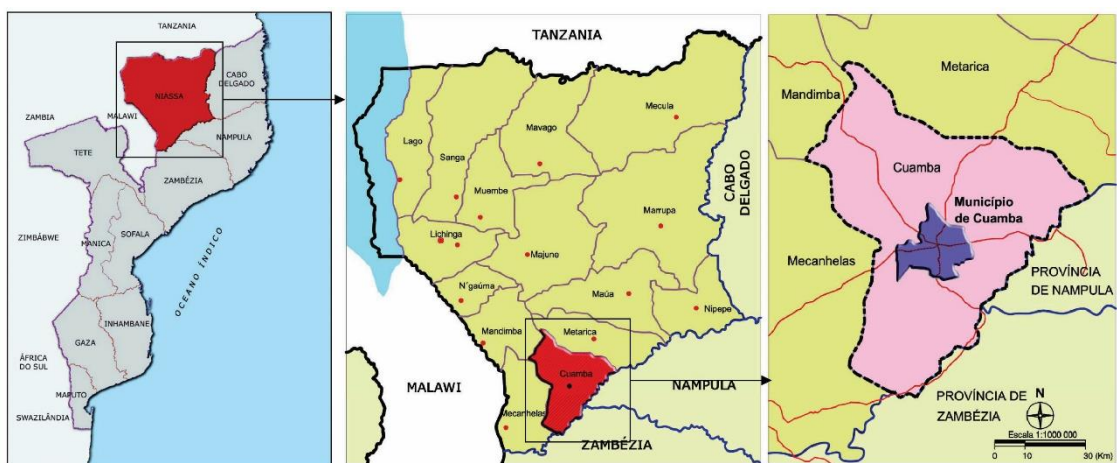 TANZANIA
NIASSA
CABO
DELGADO
ZAMBIA
MALAWI
NAMPULA
TETE
ZAMBÉZIA
ZIMBÁBWE
MANICA
SOFALA
OCEANO ÍNDICO
INHAMBANE
GAZA
ÁFRICA
DO SUL
MAPUTO
SWAZILÂNDIA
TANZANIA
Mecula
Lago
Mavago
Sanga
Muembe
CABO
DELGADO
Marrupa
Lichinga
Majune
N'gaúma
Maúa
Nipepe
Mandimba
Metarica
Cuamba
MALAWI
NAMPULA
Mecanhelas
ZAMBÉZIA
Metarica
Mandimba
Cuamba
Município
de Cuamba
Mecanhelas
PROVÍNCIA
DE NAMPULA
PROVÍNCIA DE
ZAMBÉZIA
N
Escala 1:1000 000
0 10 30 (Km)